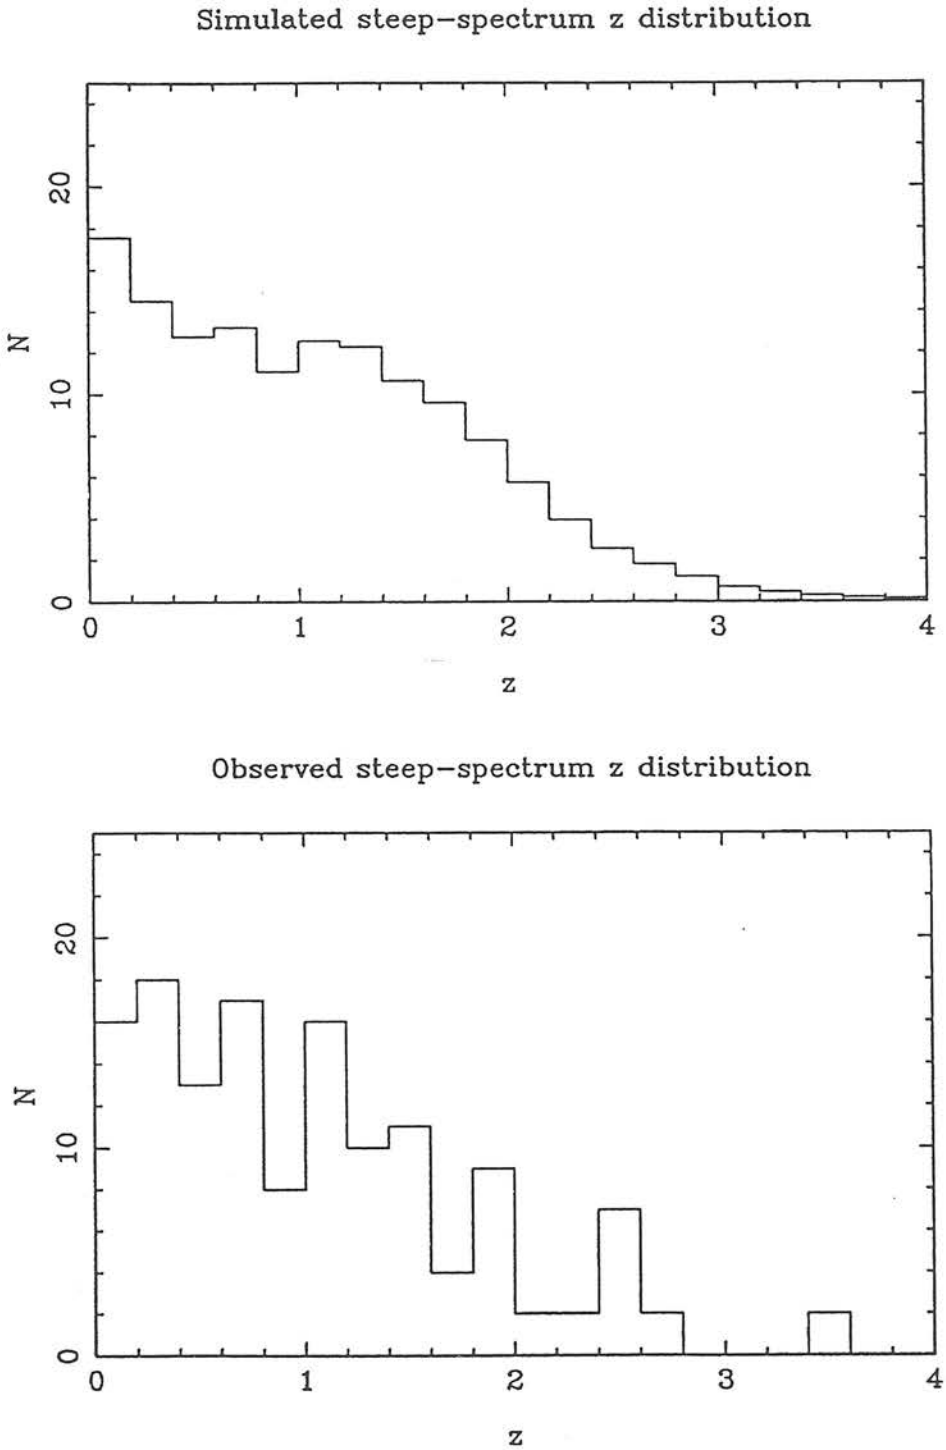 Simulated steep-spectrum z distribution
20
N
10
0
0 1 2 3 4
z
Observed steep-spectrum z distribution
20
N
10
0
0 1 2 3 4
z